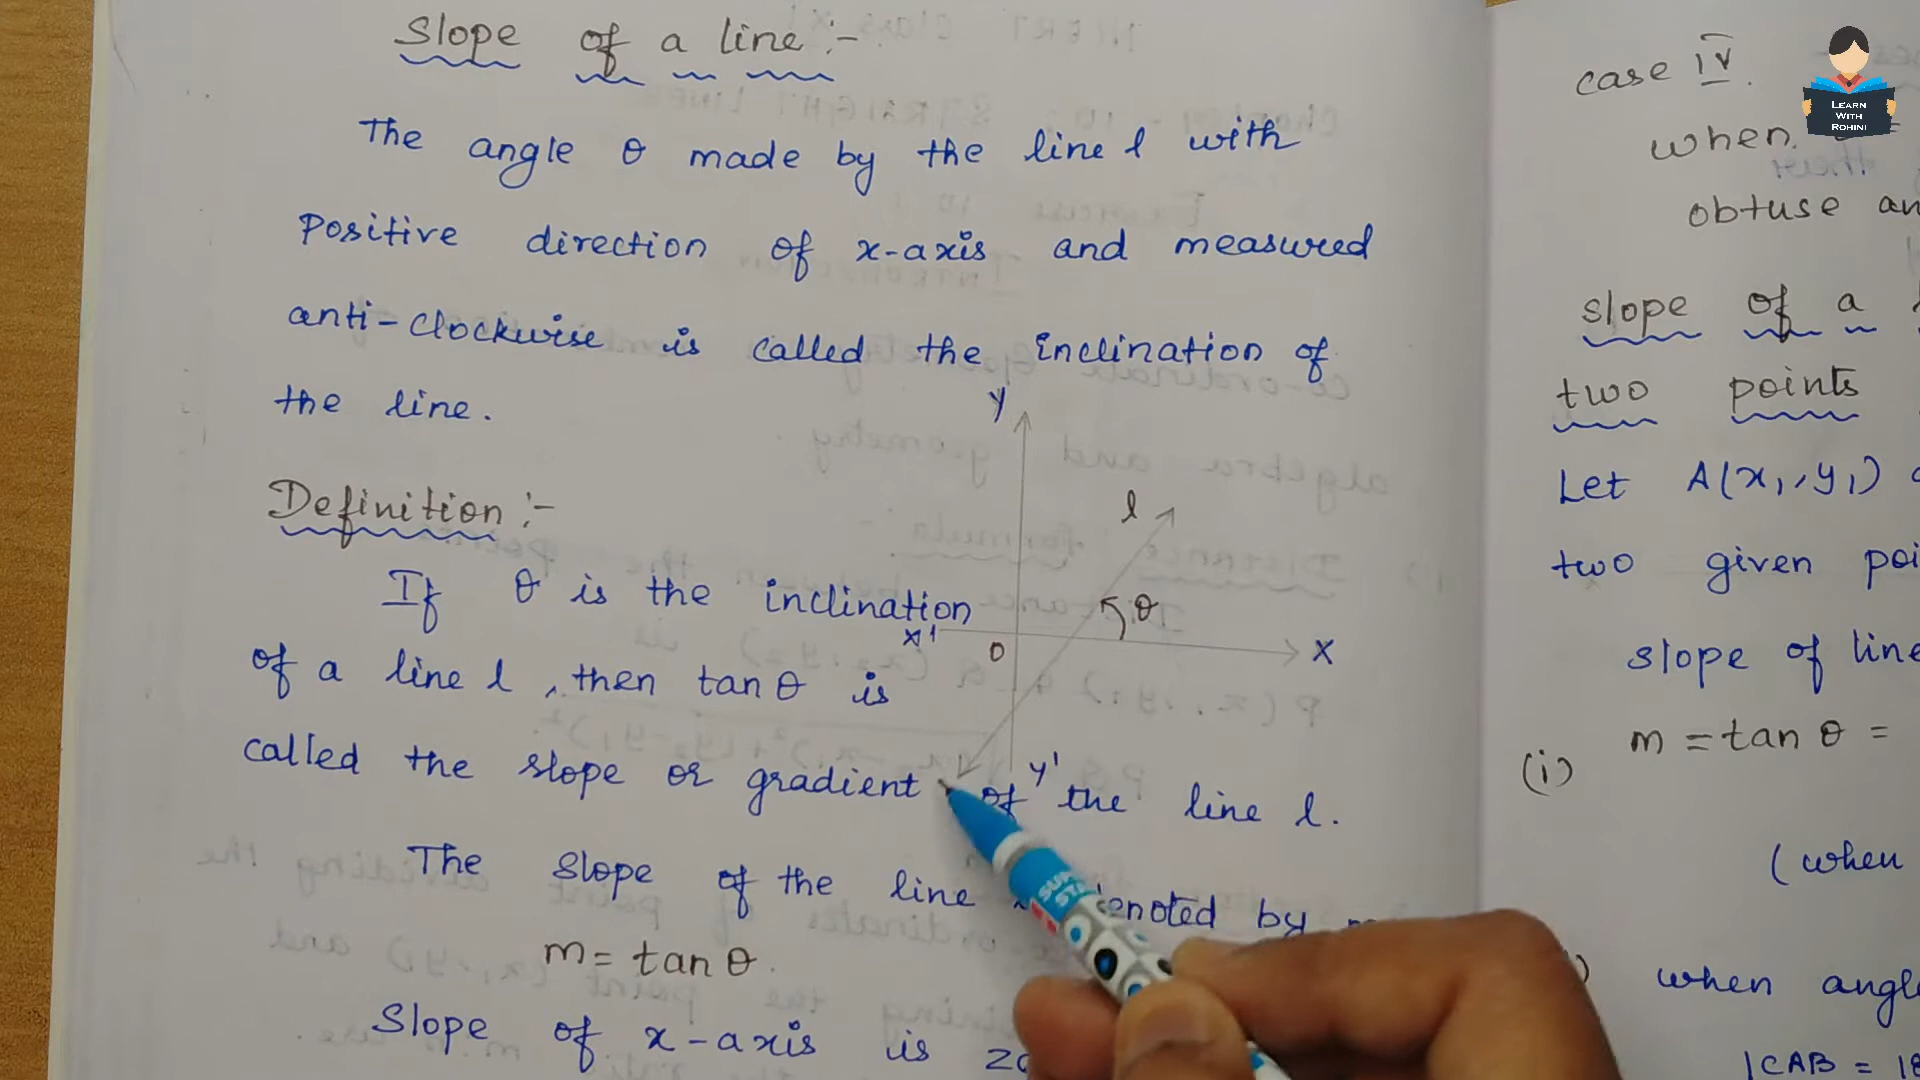 Slope of a line :-
The angle θ made by the line l with
Positive direction of x-axis and measured
anti-clockwise is called the inclination of
the line.
Definition :-
If θ is the inclination
of a line l, then tan θ is
called the slope or gradient of the line l.
The slope of the line denoted by
m = tan θ.
Slope of x-axis is
Y
l
θ
X'
O
X
Y'
case IV.
when
obtuse
slope of a
two points
Let A(x₁, y₁)
two given
slope of line
m = tan θ =
(i)
(when
when
CAB =
LEARN
WITH
ROHINI